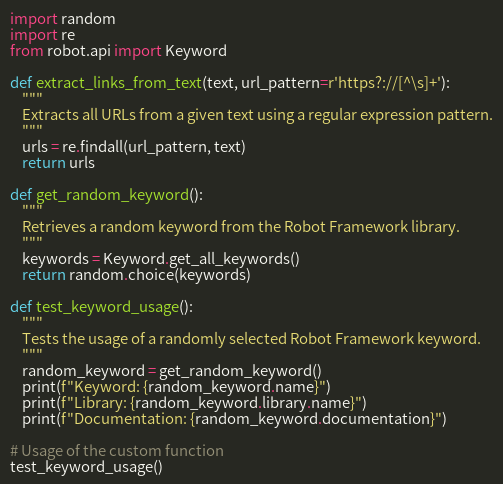 import random
import re
from robot.api import Keyword

def extract_links_from_text(text, url_pattern=r'https?://[^\s]+'):
    """
    Extracts all URLs from a given text using a regular expression pattern.
    """
    urls = re.findall(url_pattern, text)
    return urls

def get_random_keyword():
    """
    Retrieves a random keyword from the Robot Framework library.
    """
    keywords = Keyword.get_all_keywords()
    return random.choice(keywords)

def test_keyword_usage():
    """
    Tests the usage of a randomly selected Robot Framework keyword.
    """
    random_keyword = get_random_keyword()
    print(f"Keyword: {random_keyword.name}")
    print(f"Library: {random_keyword.library.name}")
    print(f"Documentation: {random_keyword.documentation}")

# Usage of the custom function
test_keyword_usage()